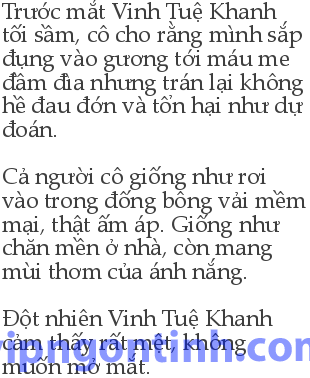 Trước mắt Vinh Tuệ Khanh
tối sầm, cô cho rằng mình sắp
đụng vào gương tới máu me
đầm đìa nhưng trán lại không
hề đau đớn và tổn hại như dự
đoán.
Cả người cô giống như rơi
vào trong đống bông vải mềm
mại, thật ấm áp. Giống như
chăn mền ở nhà, còn mang
mùi thơm của ánh nắng.
Đột nhiên Vinh Tuệ Khanh
cảm thấy rất mệt, không
muốn mở mắt.
vipngontinh.com